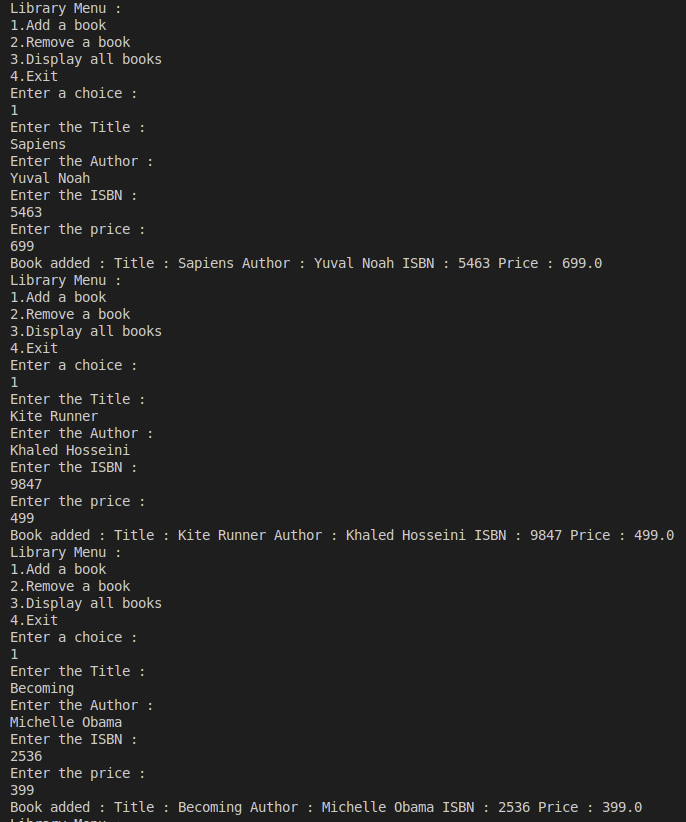 Library Menu :
1.Add a book
2.Remove a book
3.Display all books
4.Exit
Enter a choice :
1
Enter the Title :
Sapiens
Enter the Author :
Yuval Noah
Enter the ISBN :
5463
Enter the price :
699
Book added : Title : Sapiens Author : Yuval Noah ISBN : 5463 Price : 699.0
Library Menu :
1.Add a book
2.Remove a book
3.Display all books
4.Exit
Enter a choice :
1
Enter the Title :
Kite Runner
Enter the Author :
Khaled Hosseini
Enter the ISBN :
9847
Enter the price :
499
Book added : Title : Kite Runner Author : Khaled Hosseini ISBN : 9847 Price : 499.0
Library Menu :
1.Add a book
2.Remove a book
3.Display all books
4.Exit
Enter a choice :
1
Enter the Title :
Becoming
Enter the Author :
Michelle Obama
Enter the ISBN :
2536
Enter the price :
399
Book added : Title : Becoming Author : Michelle Obama ISBN : 2536 Price : 399.0